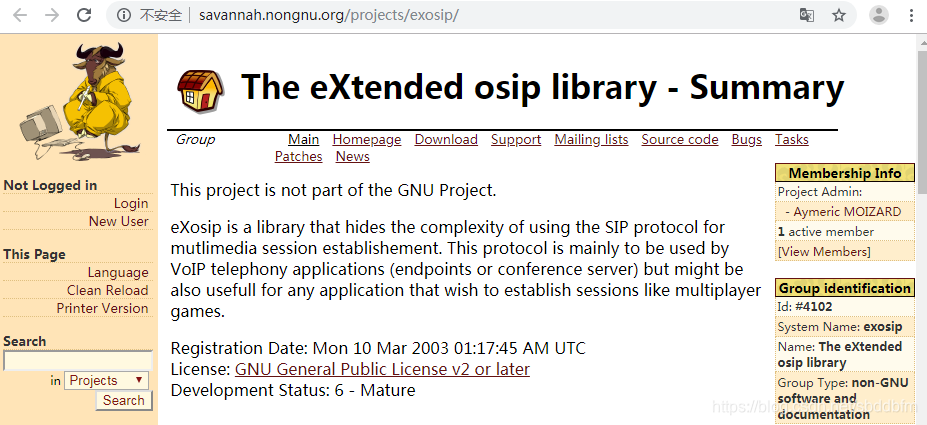 不安全 | savannah.nongnu.org/projects/exosip/
The eXtended osip library - Summary
Group Main Homepage Download Support Mailing lists Source code Bugs Tasks
Patches News
Not Logged in
Login
New User
This Page
Language
Clean Reload
Printer Version
Search
in Projects
Search
This project is not part of the GNU Project.
eXosip is a library that hides the complexity of using the SIP protocol for
mutlimedia session establishement. This protocol is mainly to be used by
VoIP telephony applications (endpoints or conference server) but might be
also usefull for any application that wish to establish sessions like multiplayer
games.
Registration Date: Mon 10 Mar 2003 01:17:45 AM UTC
License: GNU General Public License v2 or later
Development Status: 6 - Mature
Membership Info
Project Admin:
- Aymeric MOIZARD
1 active member
[View Members]
Group identification
Id: #4102
System Name: exosip
Name: The eXtended
osip library
Group Type: non-GNU
software and
documentation